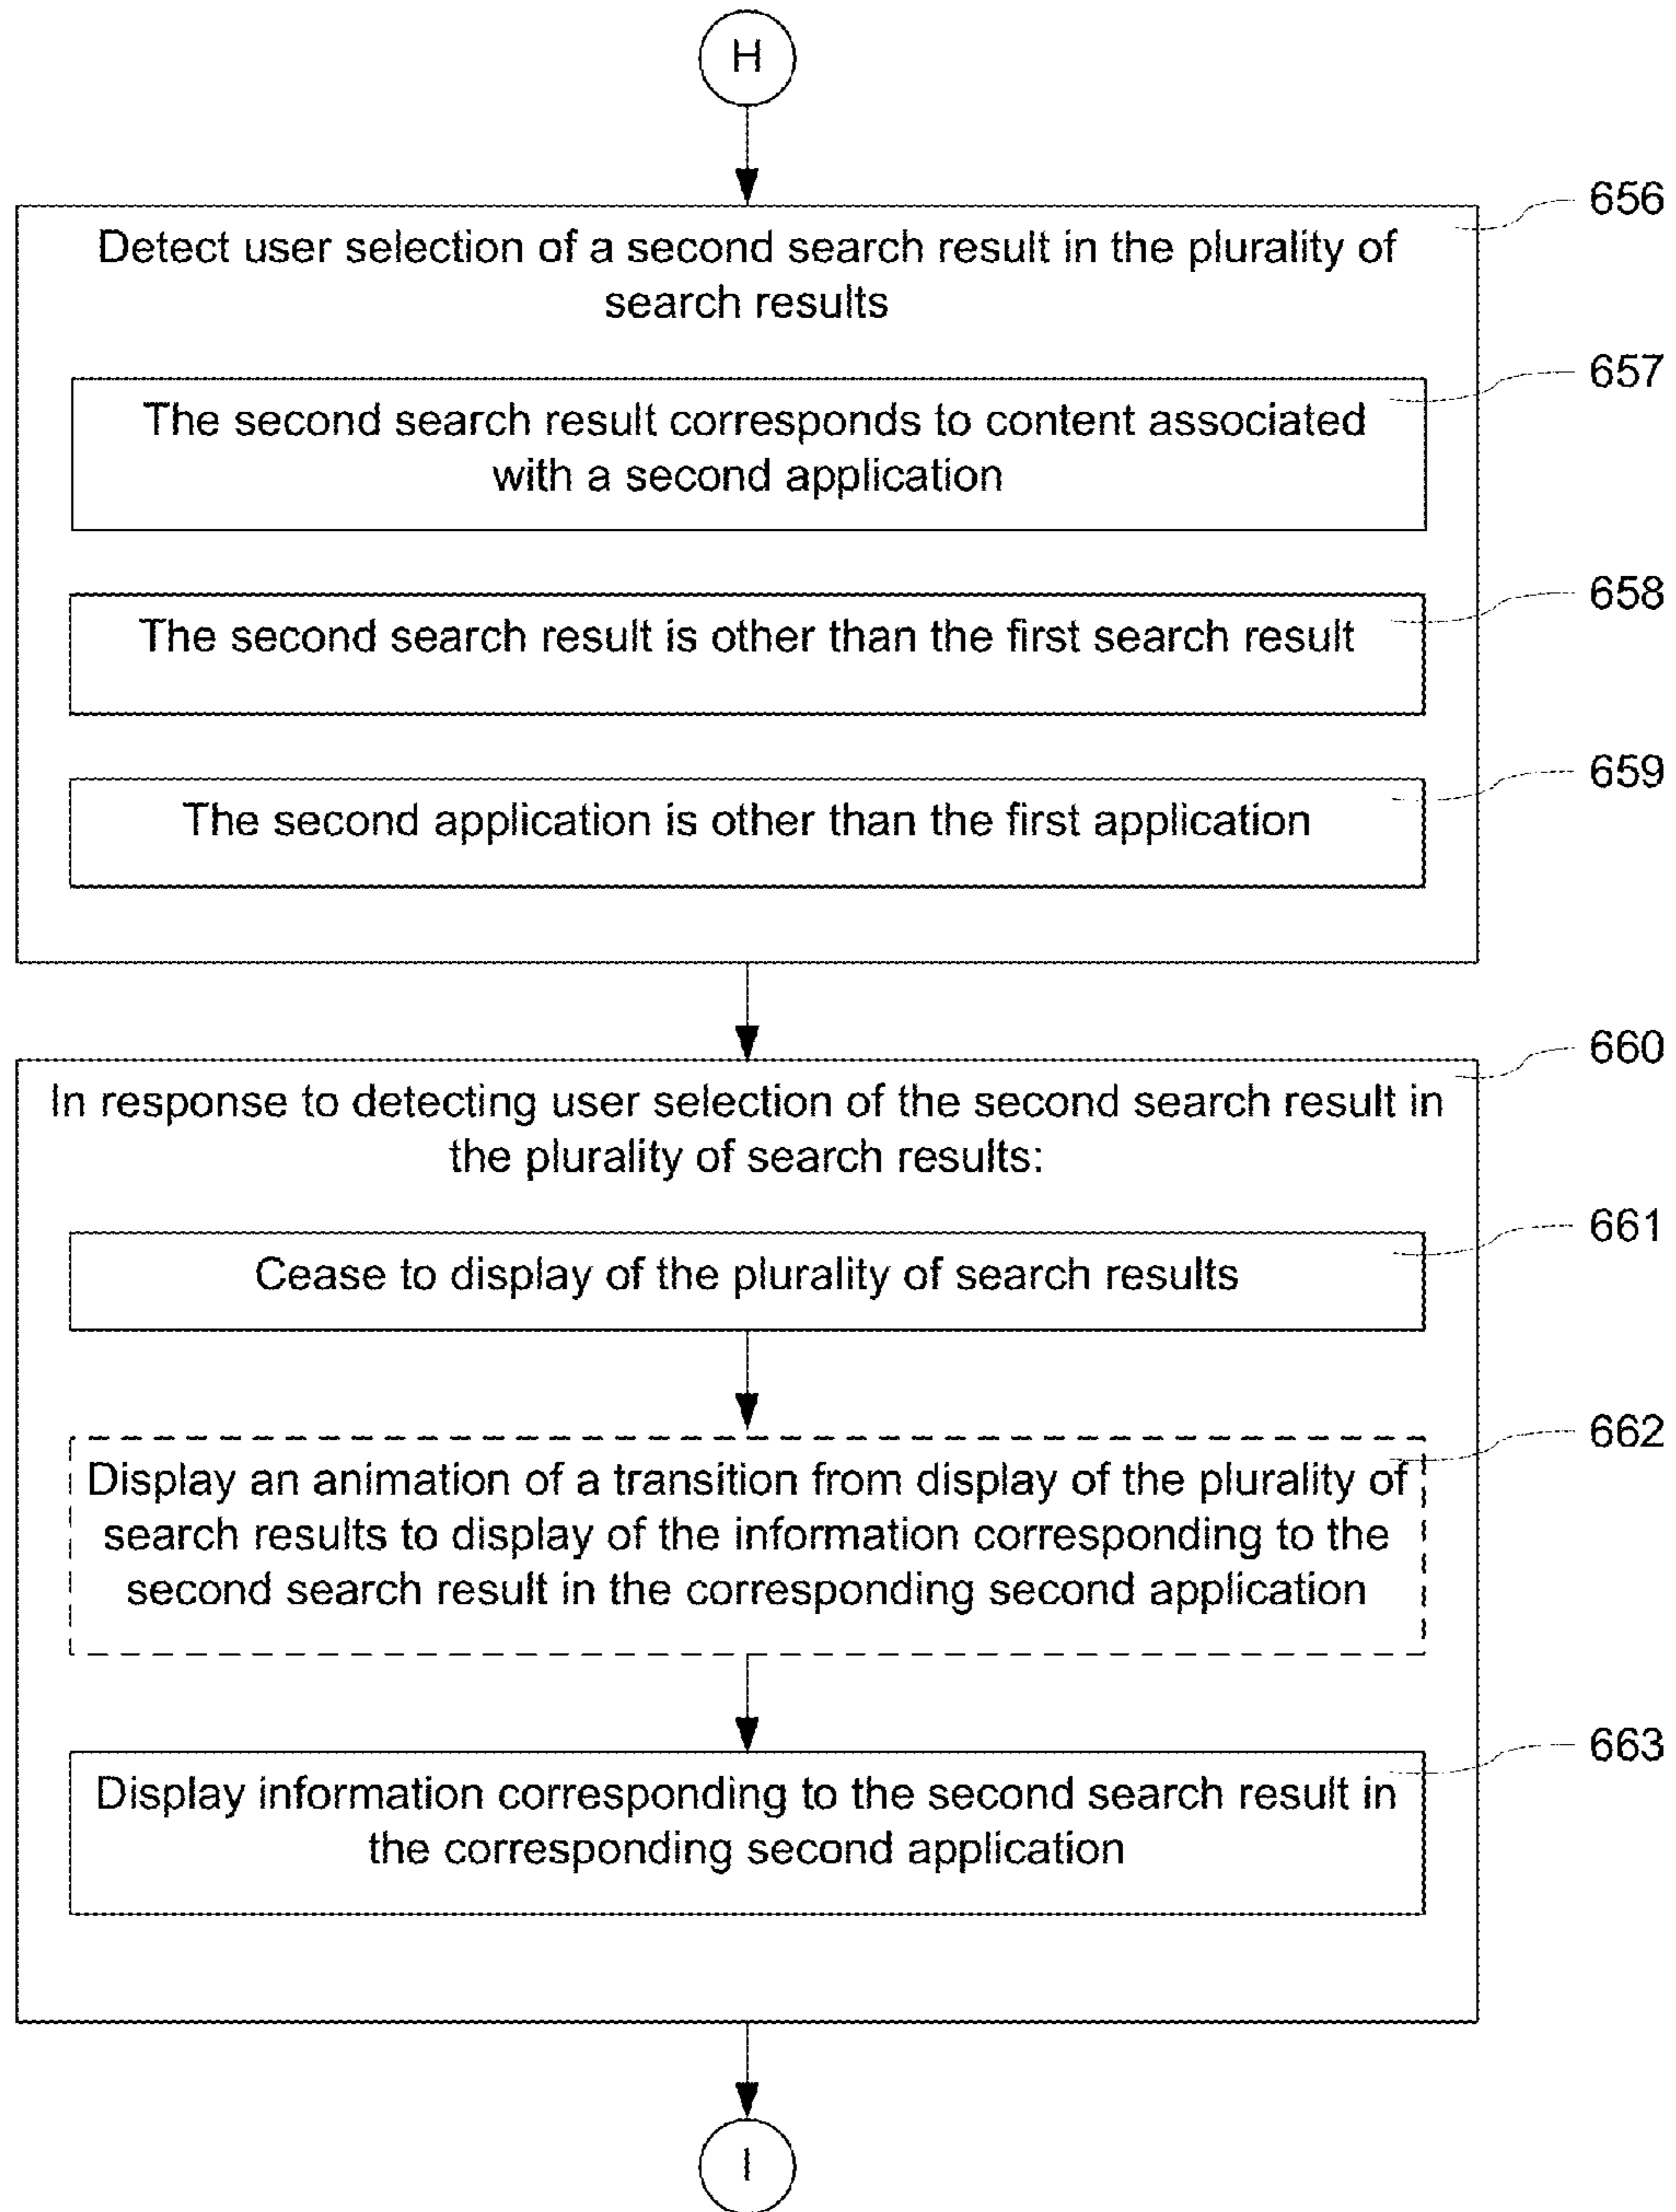 H
656
Detect user selection of a second search result in the plurality of
search results
657
The second search result corresponds to content associated
with a second application
658
The second search result is other than the first search result
659
The second application is other than the first application
660
In response to detecting user selection of the second search result in
the plurality of search results:
661
Cease to display of the plurality of search results
662
Display an animation of a transition from display of the plurality of
search results to display of the information corresponding to the
second search result in the corresponding second application
663
Display information corresponding to the second search result in
the corresponding second application
I